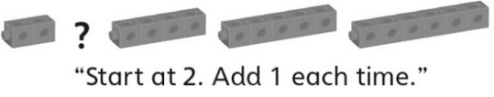 ?
“Start at 2. Add 1 each time.”